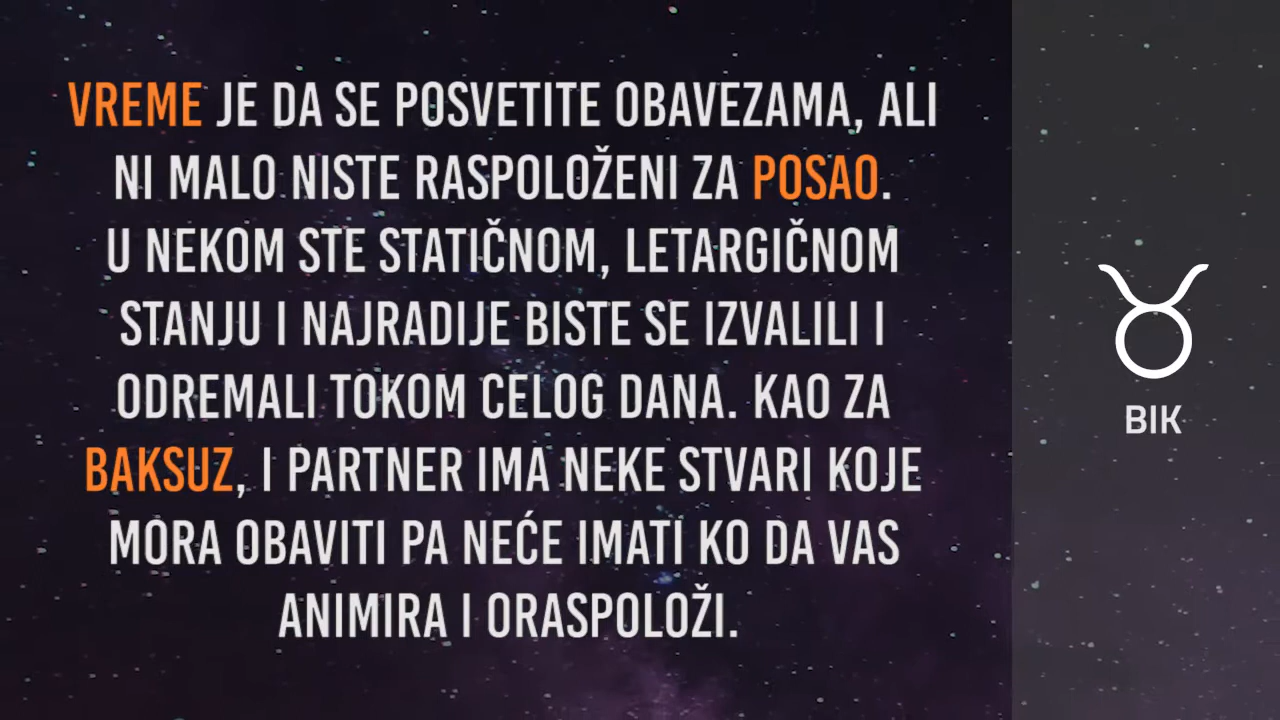 VREME JE DA SE POSVETITE OBAVEZAMA, ALI
NI MALO NISTE RASPOLOŽENI ZA POSAO.
U NEKOM STE STATIČNOM, LETARGIČNOM
STANJU I NAJRADIJE BISTE SE IZVALILI I
ODREMALI TOKOM CELOG DANA. KAO ZA
BAKSUZ, I PARTNER IMA NEKE STVARI KOJE
MORA OBAVITI PA NEĆE IMATI KO DA VAS
ANIMIRA I ORASPOLOŽI.
BIK